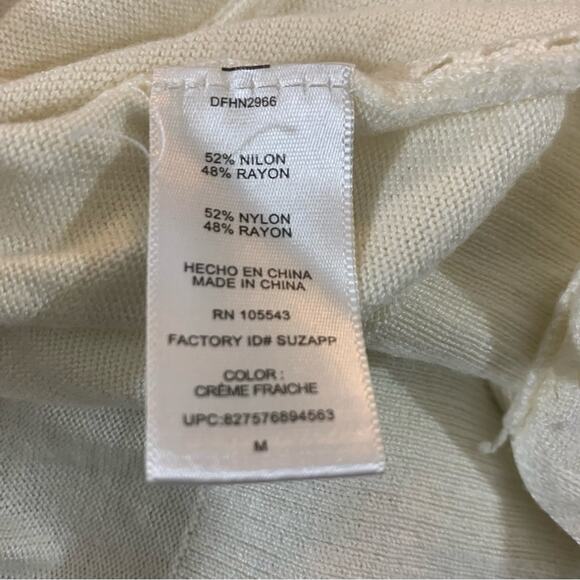 DFHN2966
52% NILON
48% RAYON
52% NYLON
48% RAYON
HECHO EN CHINA
MADE IN CHINA
RN 105543
FACTORY ID# SUZAPP
COLOR :
CRÈME FRAICHE
UPC:827576894563
M